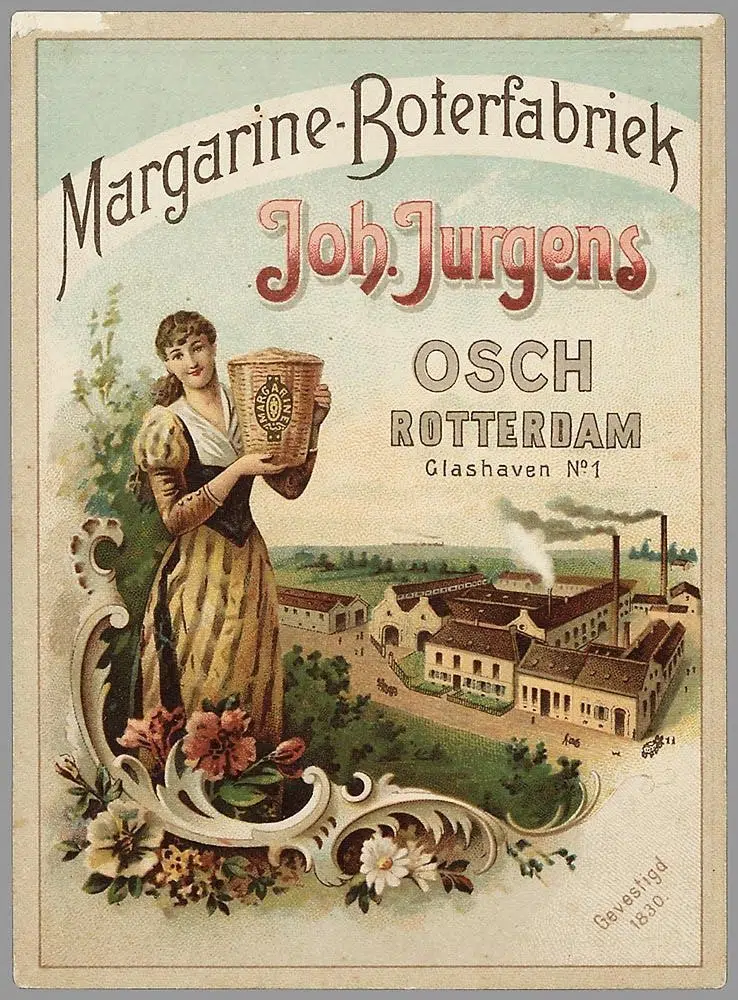 Margarine-Boterfabriek
Joh. Jurgens
OSCH
ROTTERDAM
Glashaven Nº 1
MARGARINE
Gevestigd
1830.